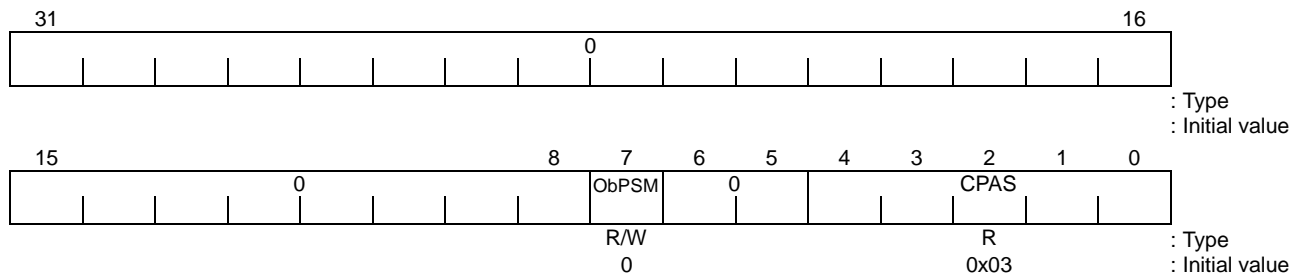 31 16
0
: Type
: Initial value
15 8 7 6 5 4 3 2 1 0
0 ObPSM 0 CPAS
R/W R : Type
0 0x03 : Initial value